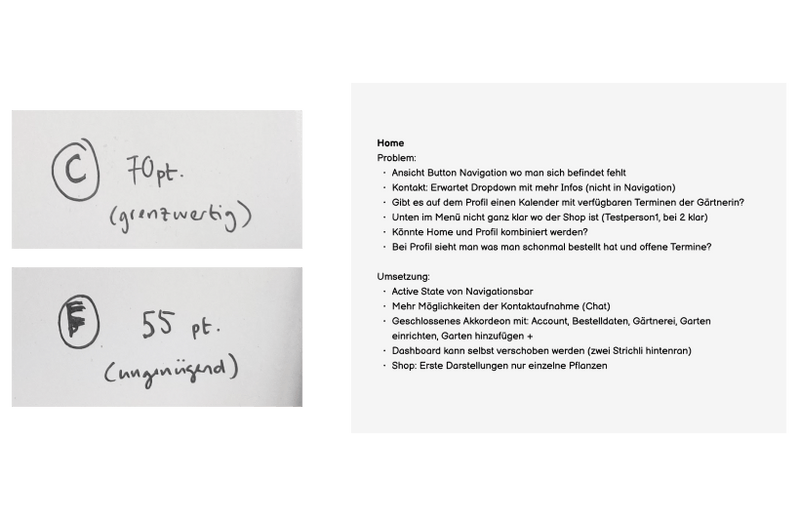 C 70 pt.
(grenzwertig)
F 55 pt.
(ungenügend)
Home
Problem:
· Ansicht Button Navigation wo man sich befindet fehlt
· Kontakt: Erwartet Dropdown mit mehr Infos (nicht in Navigation)
· Gibt es auf dem Profil einen Kalender mit verfügbaren Terminen der Gärtnerin?
· Unten im Menü nicht ganz klar wo der Shop ist (Testperson1, bei 2 klar)
· Könnte Home und Profil kombiniert werden?
· Bei Profil sieht man was man schonmal bestellt hat und offene Termine?
Umsetzung:
· Active State von Navigationsbar
· Mehr Möglichkeiten der Kontaktaufnahme (Chat)
· Geschlossenes Akkordeon mit: Account, Bestelldaten, Gärtnerei, Garten
einrichten, Garten hinzufügen +
· Dashboard kann selbst verschoben werden (zwei Strichli hintenran)
· Shop: Erste Darstellungen nur einzelne Pflanzen